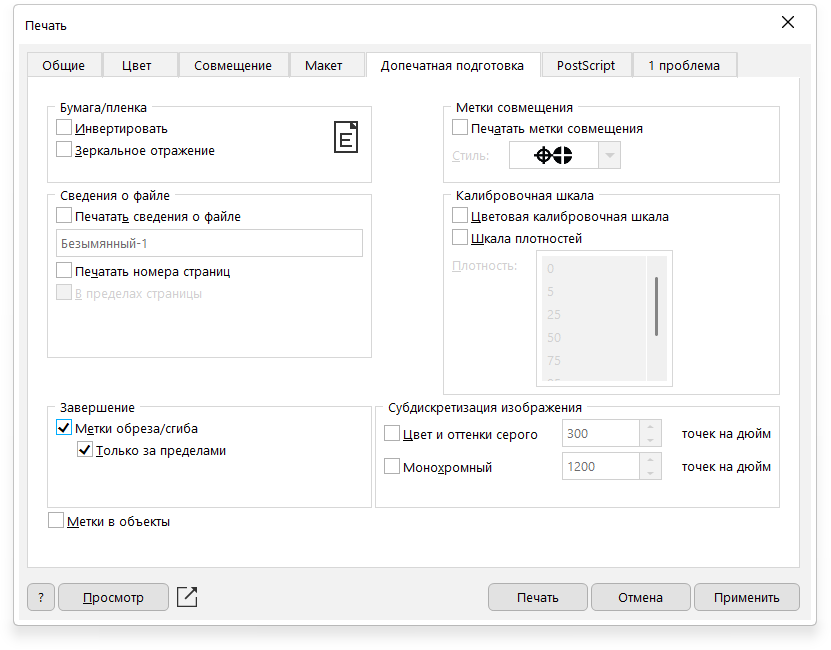 Печать
Общие Цвет Совмещение Макет Допечатная подготовка PostScript 1 проблема
Бумага/пленка
Инвертировать
Зеркальное отражение
E
Сведения о файле
Печатать сведения о файле
Безымянный-1
Печатать номера страниц
В пределах страницы
Метки совмещения
Печатать метки совмещения
Стиль:
Калибровочная шкала
Цветовая калибровочная шкала
Шкала плотностей
Плотность:
0
5
25
50
75
Завершение
Метки обреза/сгиба
Только за пределами
Субдискретизация изображения
Цвет и оттенки серого 300 точек на дюйм
Монохромный 1200 точек на дюйм
Метки в объекты
? Просмотр Печать Отмена Применить